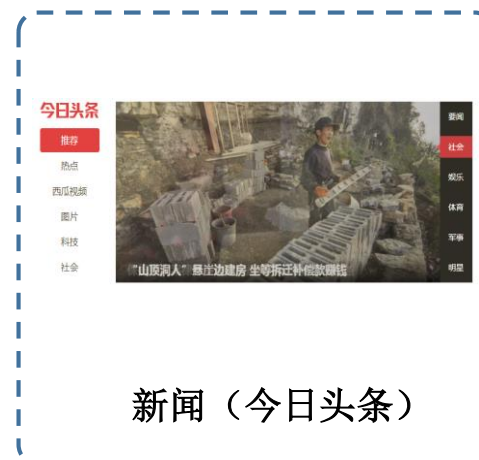 今日头条
推荐
热点
西瓜视频
图片
科技
社会
要闻
社会
娱乐
体育
军事
明星
“山顶洞人”悬崖边建房 坐等拆迁补偿款赚钱
新闻（今日头条）